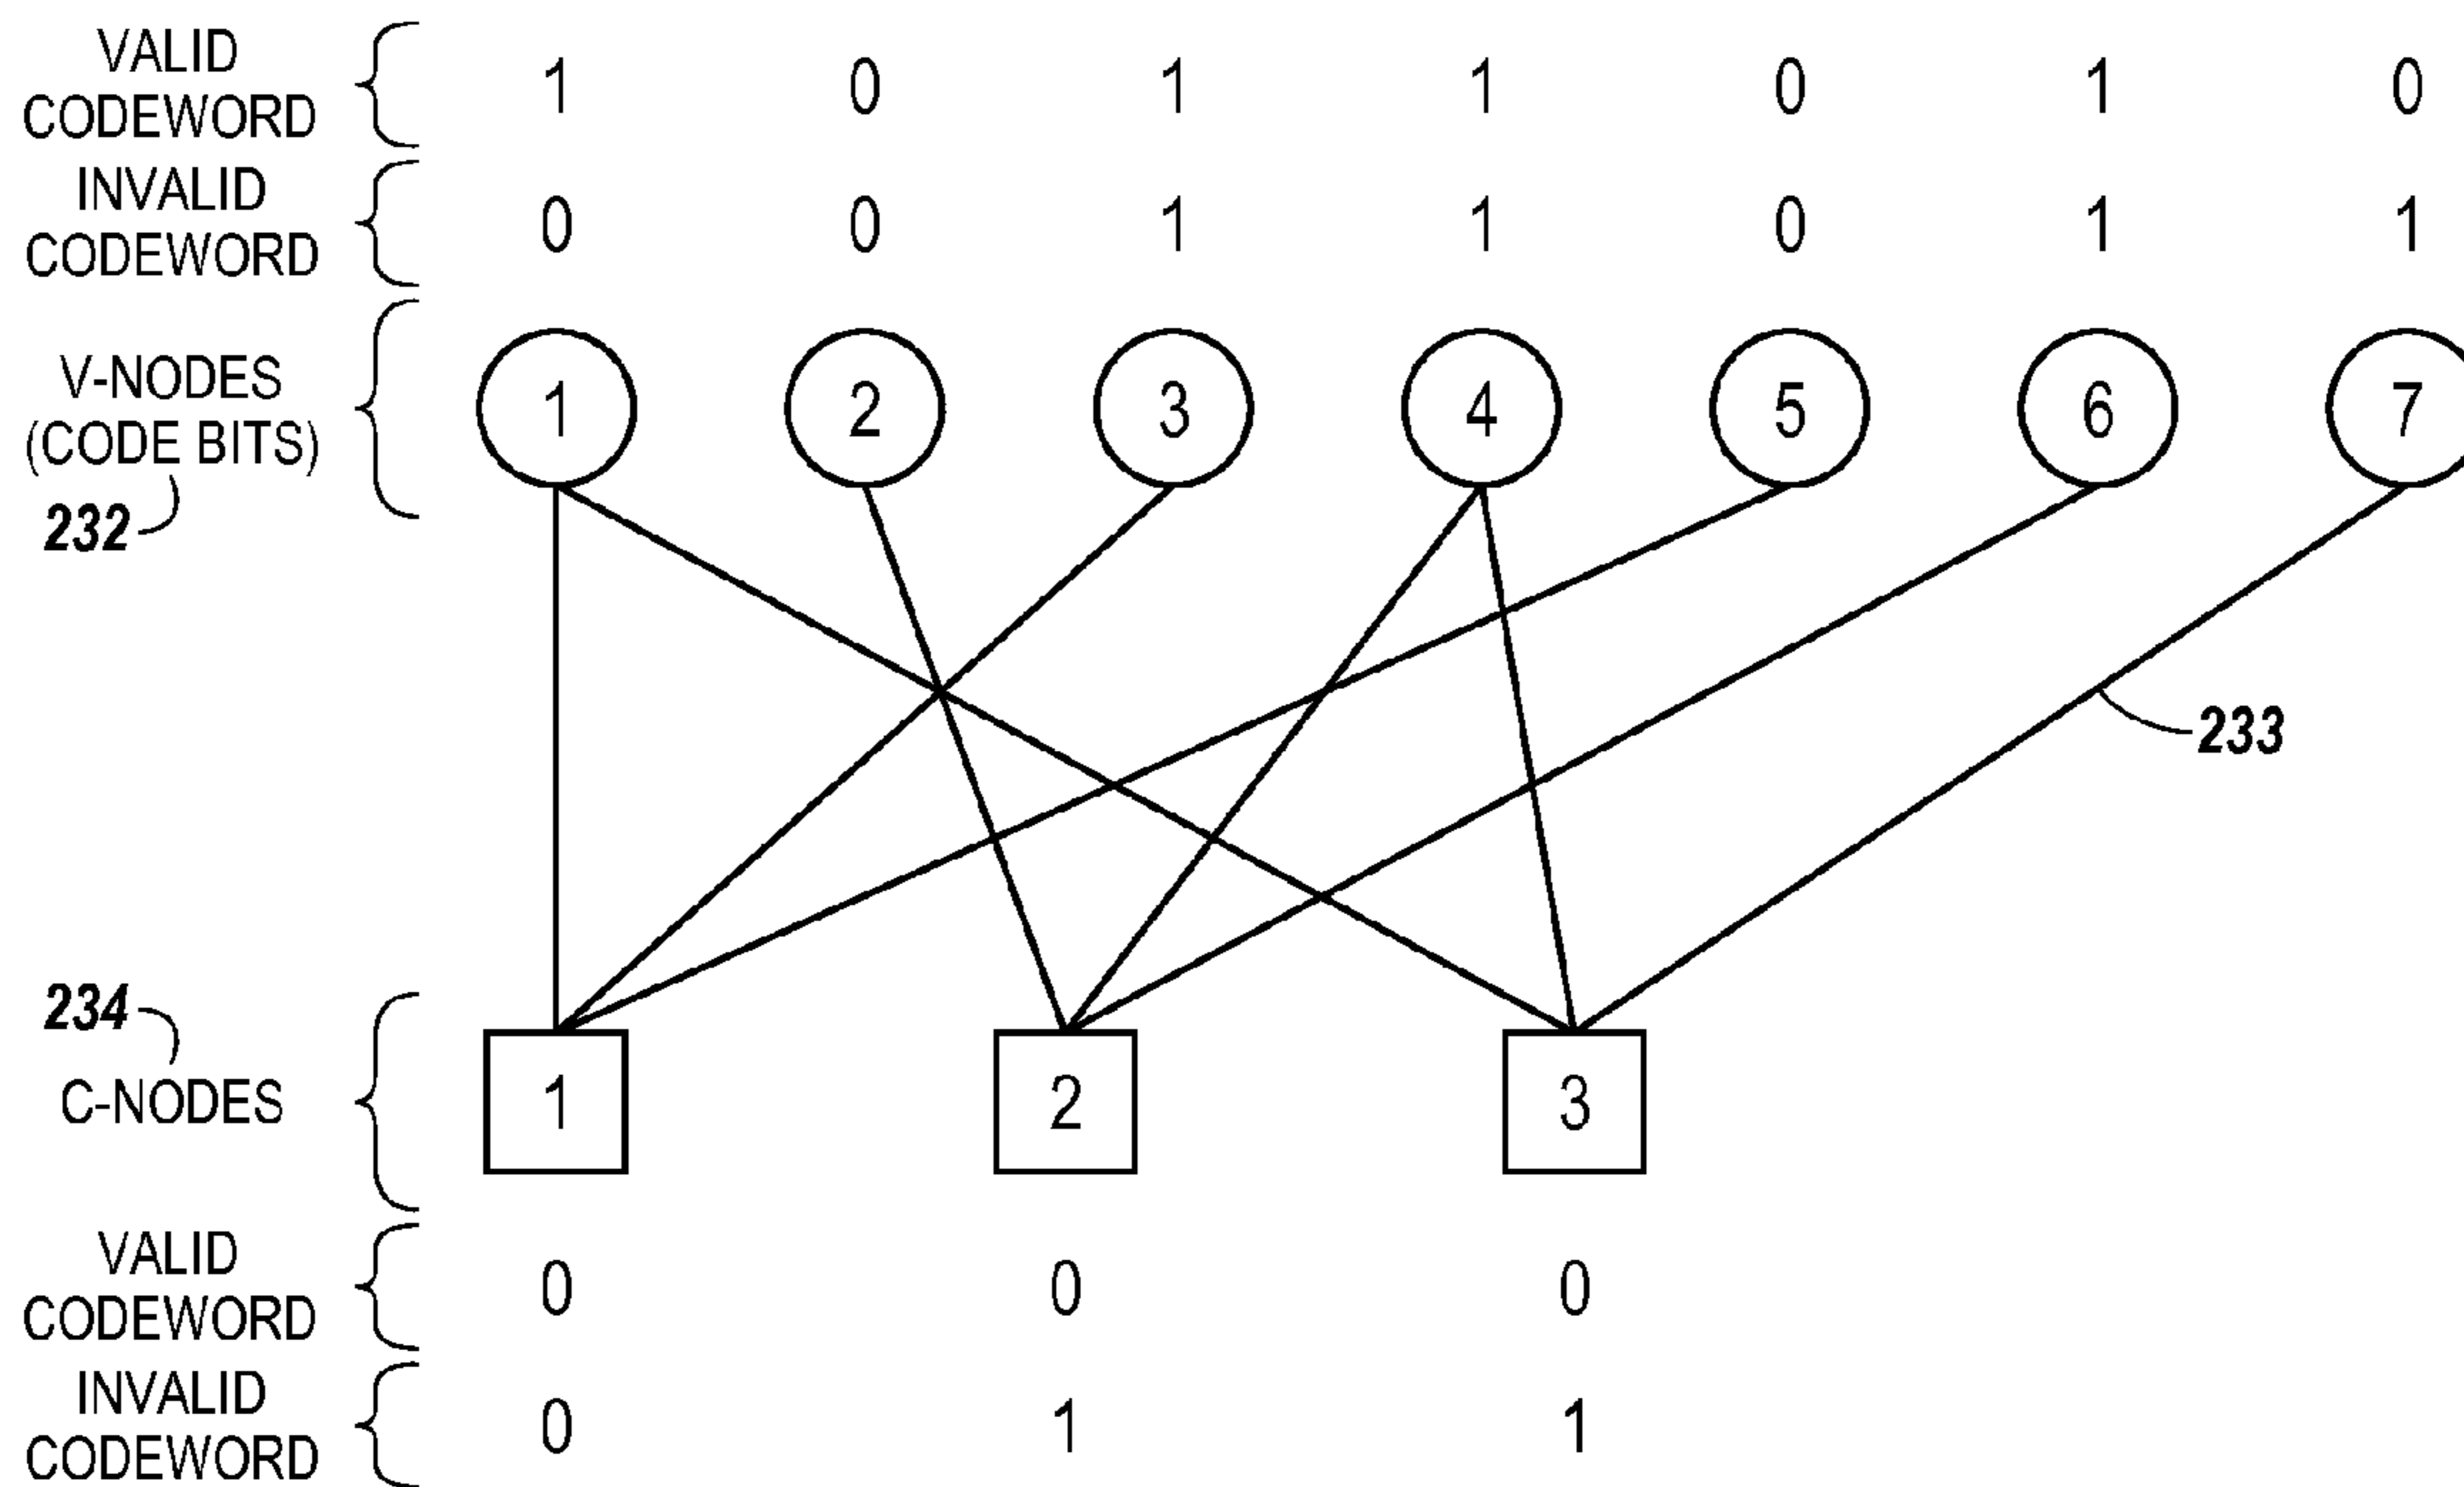 VALID
CODEWORD
1 0 1 1 0 1 0
INVALID
CODEWORD
0 0 1 1 0 1 1
V-NODES
(CODE BITS)
232
1 2 3 4 5 6 7
233
234
C-NODES
1 2 3
VALID
CODEWORD
0 0 0
INVALID
CODEWORD
0 1 1